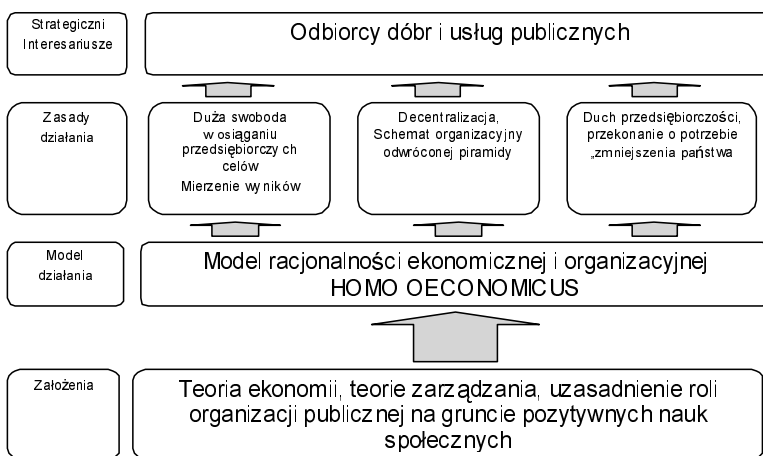 Strategiczni
Interesariusze
Odbiorcy dóbr i usług publicznych
Zasady
działania
Duża swoboda
w osiąganiu
przedsiębiorczy ch
celów
Mierzenie wyników
Decentralizacja,
Schemat organizacyjny
odwróconej piramidy
Duch przedsiębiorczości,
przekonanie o potrzebie
„zmniejszenia państwa
Model
działania
Model racjonalności ekonomicznej i organizacyjnej
HOMO OECONOMICUS
Założenia
Teoria ekonomii, teorie zarządzania, uzasadnienie roli
organizacji publicznej na gruncie pozytywnych nauk
społecznych